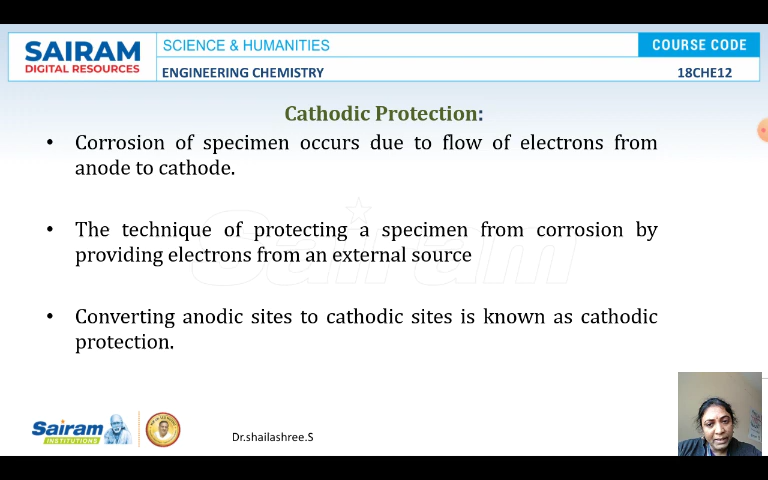 SAIRAM
DIGITAL RESOURCES
SCIENCE & HUMANITIES
COURSE CODE
ENGINEERING CHEMISTRY
18CHE12
Cathodic Protection:
• Corrosion of specimen occurs due to flow of electrons from
anode to cathode.
• The technique of protecting a specimen from corrosion by
providing electrons from an external source
• Converting anodic sites to cathodic sites is known as cathodic
protection.
Sairam
Sairam
INSTITUTIONS
Dr.shailashree.S